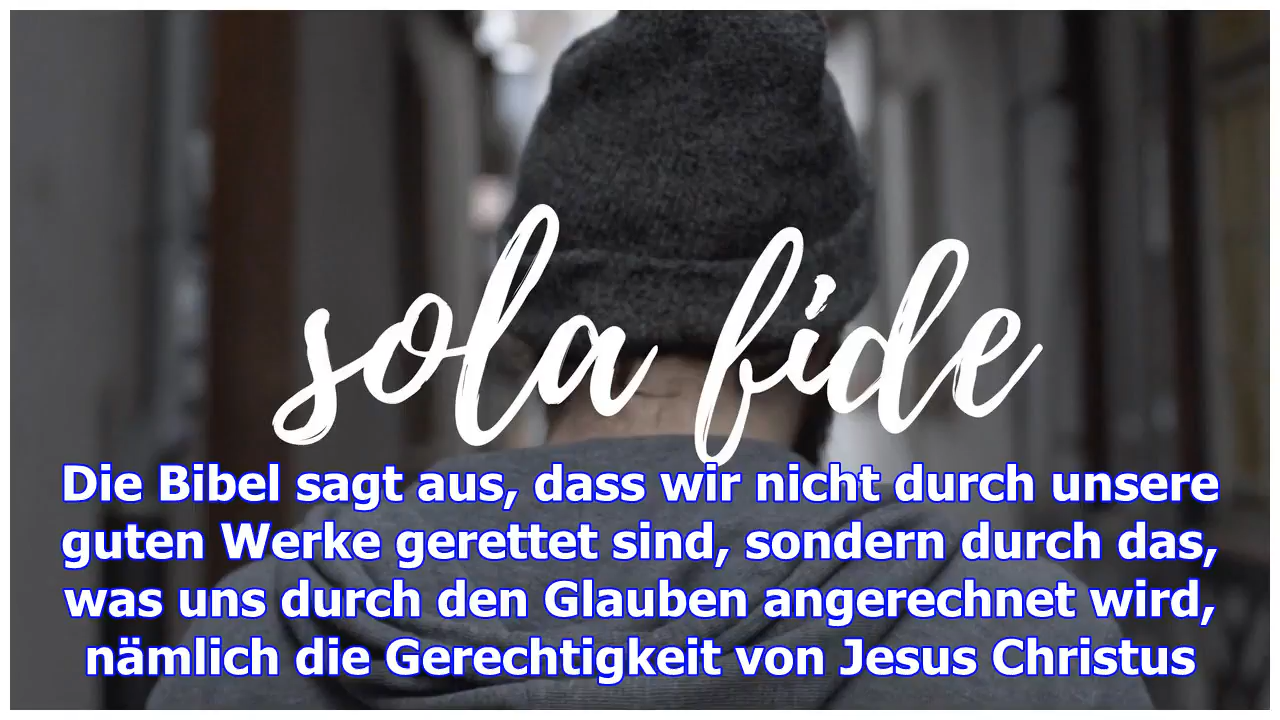 sola fide
Die Bibel sagt aus, dass wir nicht durch unsere
guten Werke gerettet sind, sondern durch das,
was uns durch den Glauben angerechnet wird,
nämlich die Gerechtigkeit von Jesus Christus